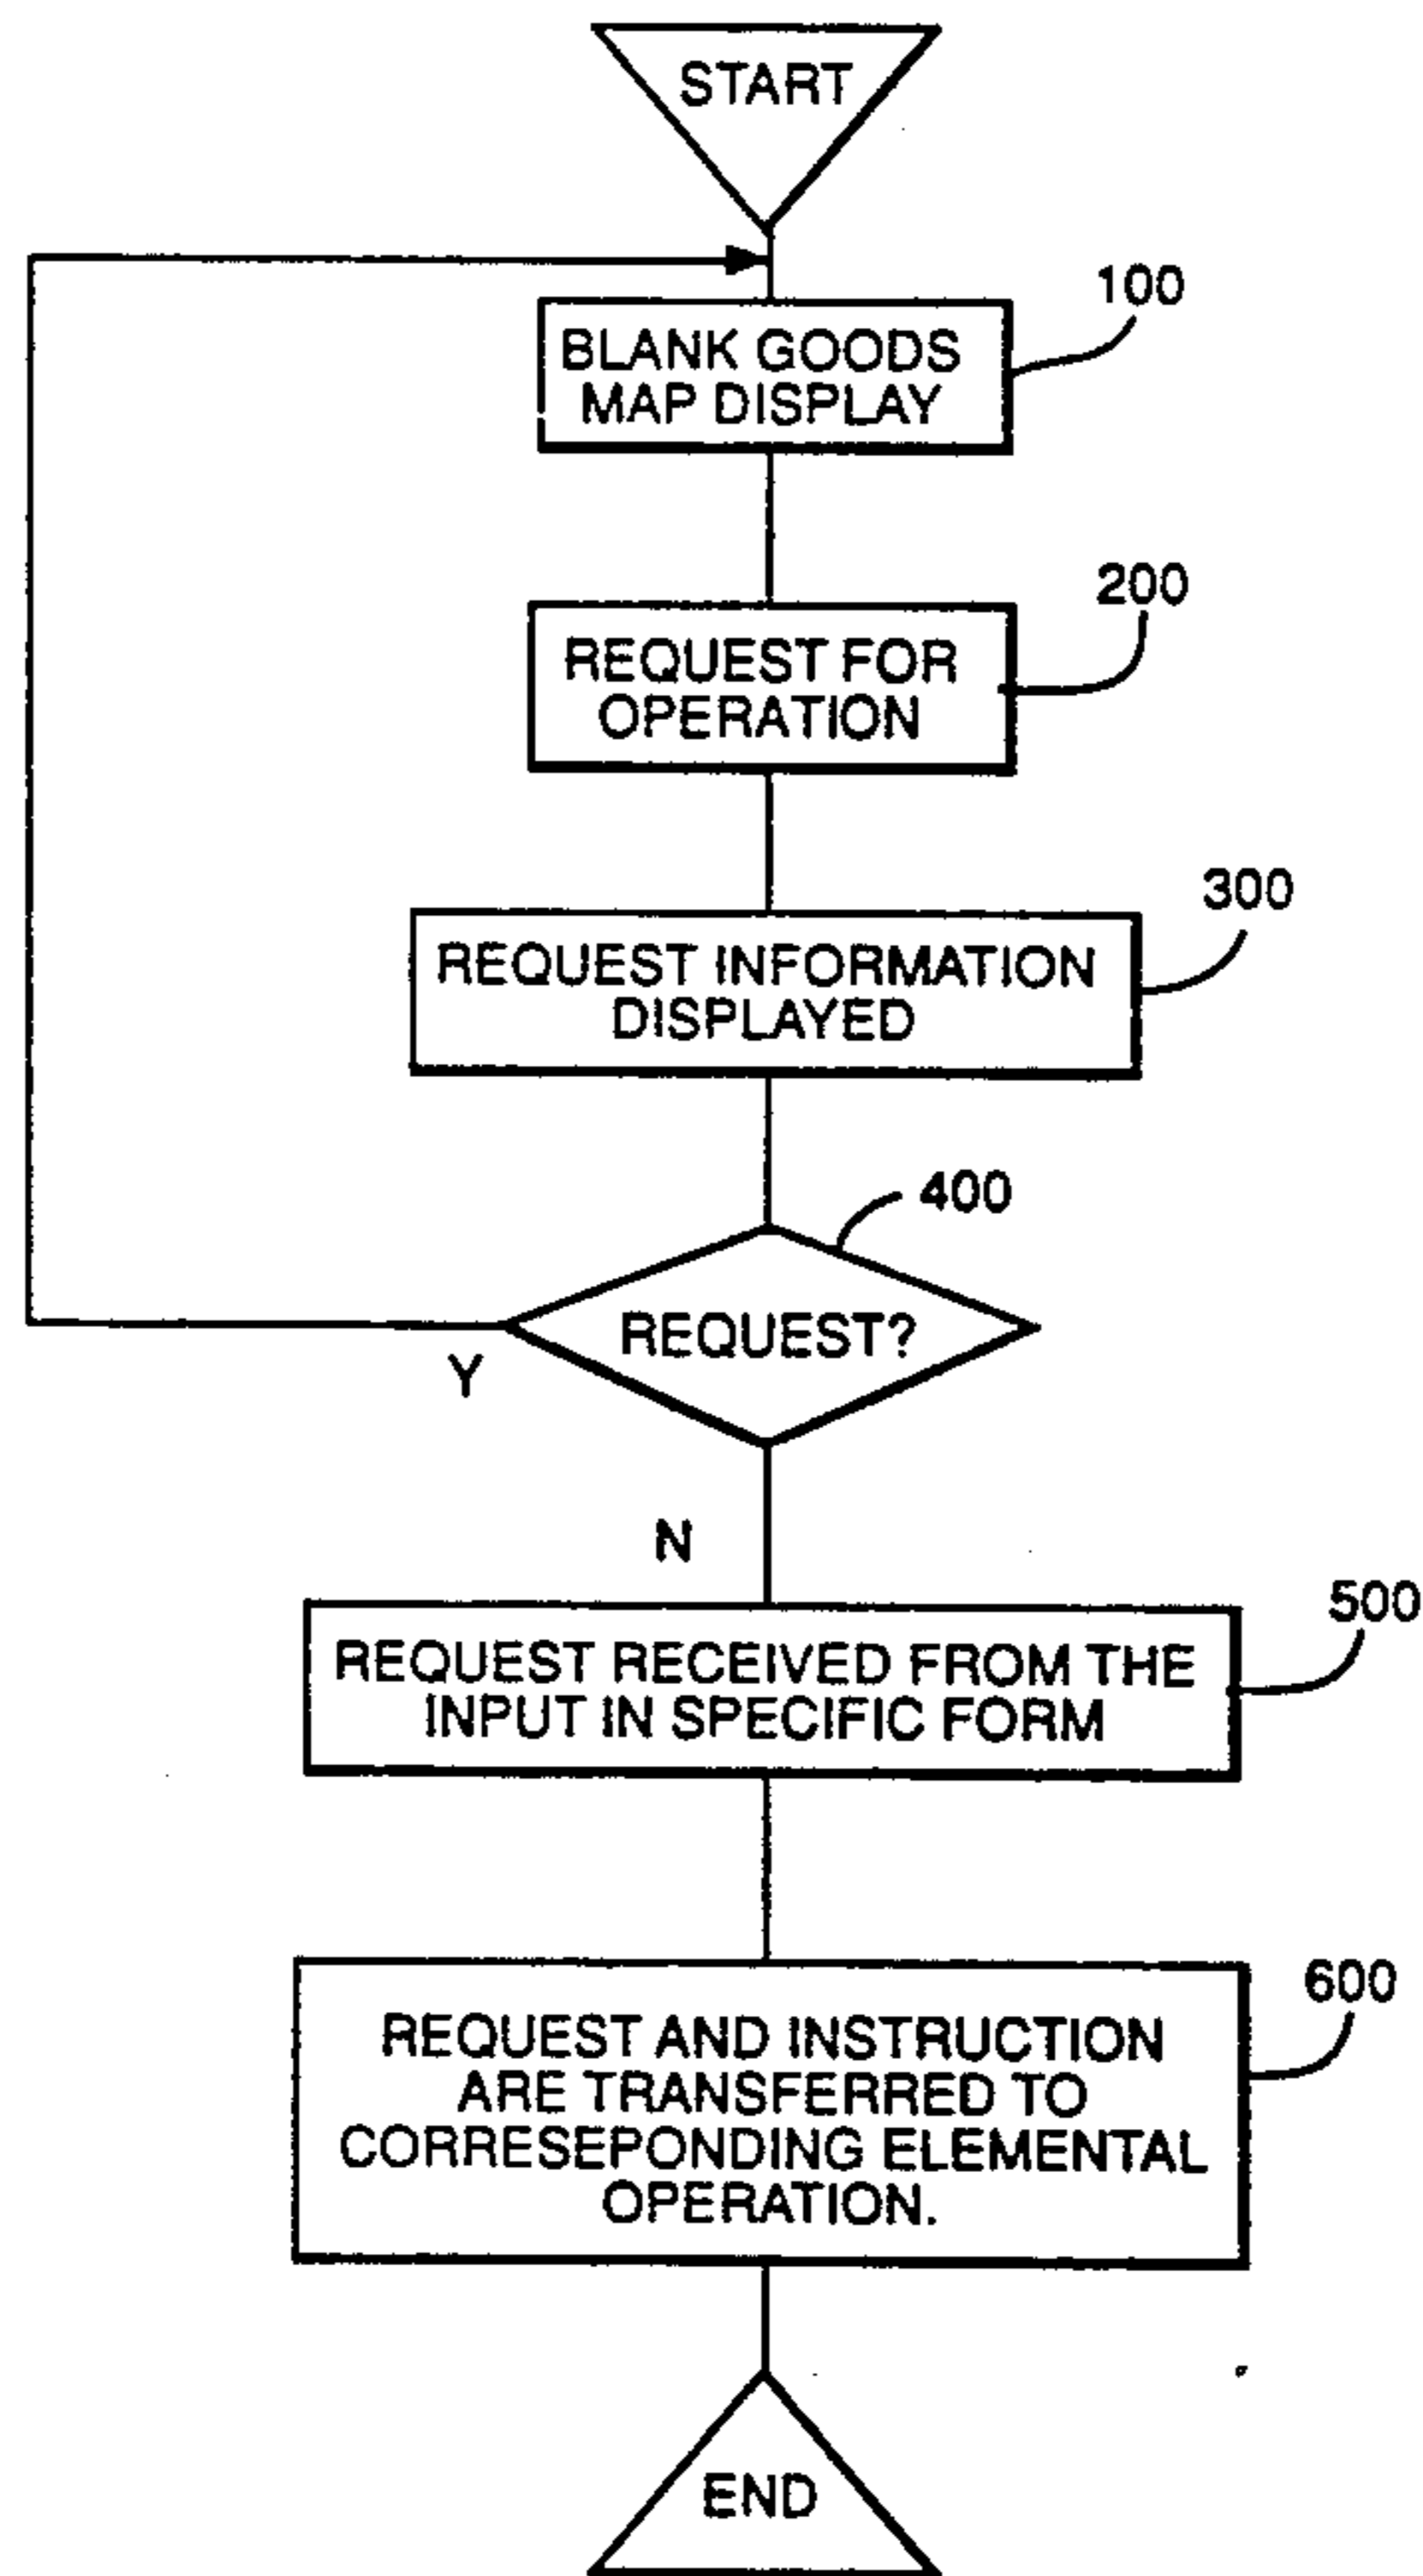 START
100
BLANK GOODS
MAP DISPLAY
200
REQUEST FOR
OPERATION
300
REQUEST INFORMATION
DISPLAYED
400
REQUEST?
Y
N
500
REQUEST RECEIVED FROM THE
INPUT IN SPECIFIC FORM
600
REQUEST AND INSTRUCTION
ARE TRANSFERRED TO
CORRESEPONDING ELEMENTAL
OPERATION.
END